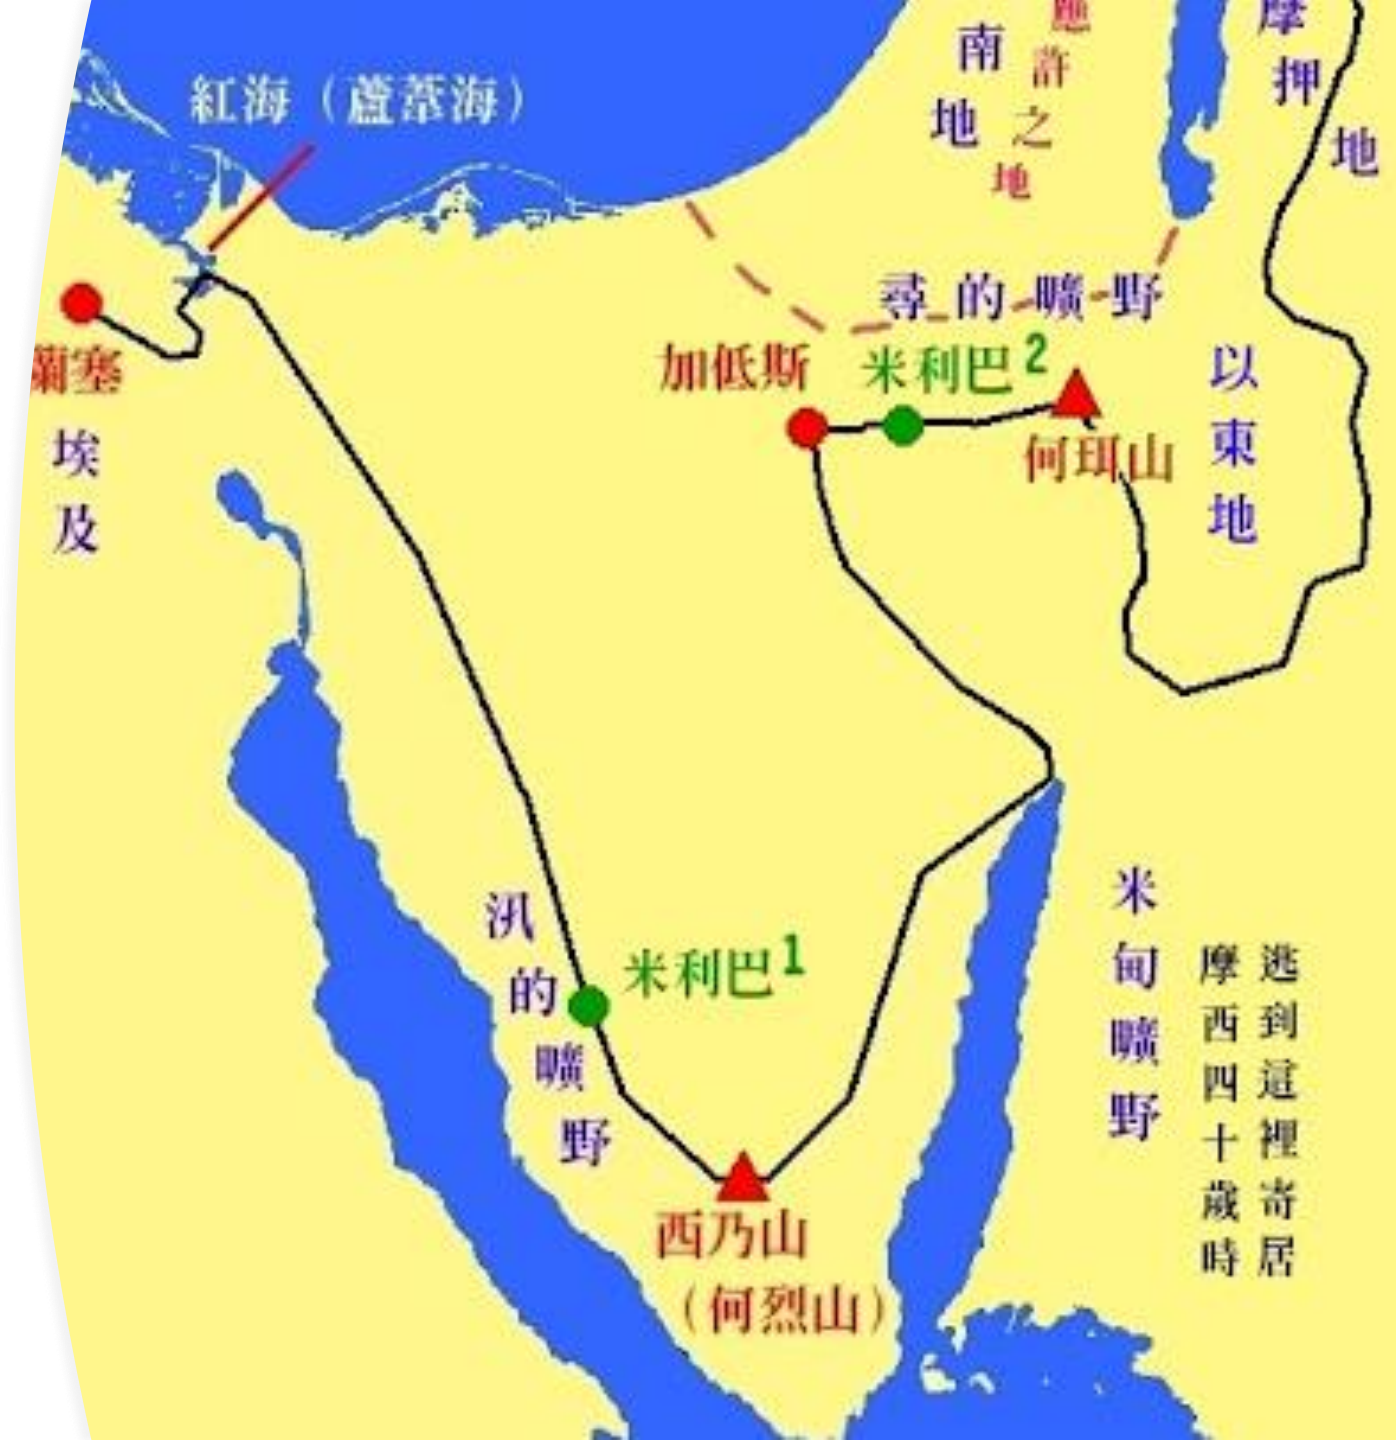 紅海（蘆葦海）
南地
應許之地
摩押地
尋的曠野
蘭塞
埃及
加低斯
米利巴2
何珥山
以東地
汛的曠野
米利巴1
西乃山
（何烈山）
米甸曠野
摩西四十歲時
逃到這裡寄居